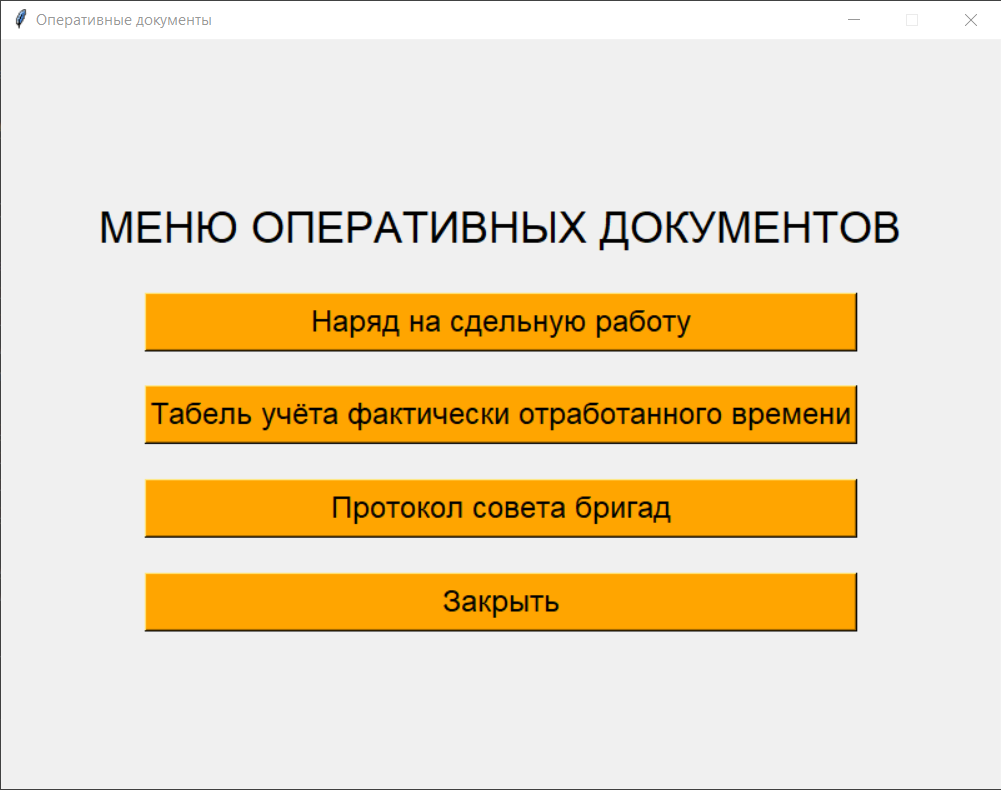 Оперативные документы
МЕНЮ ОПЕРАТИВНЫХ ДОКУМЕНТОВ
Наряд на сдельную работу
Табель учёта фактически отработанного времени
Протокол совета бригад
Закрыть